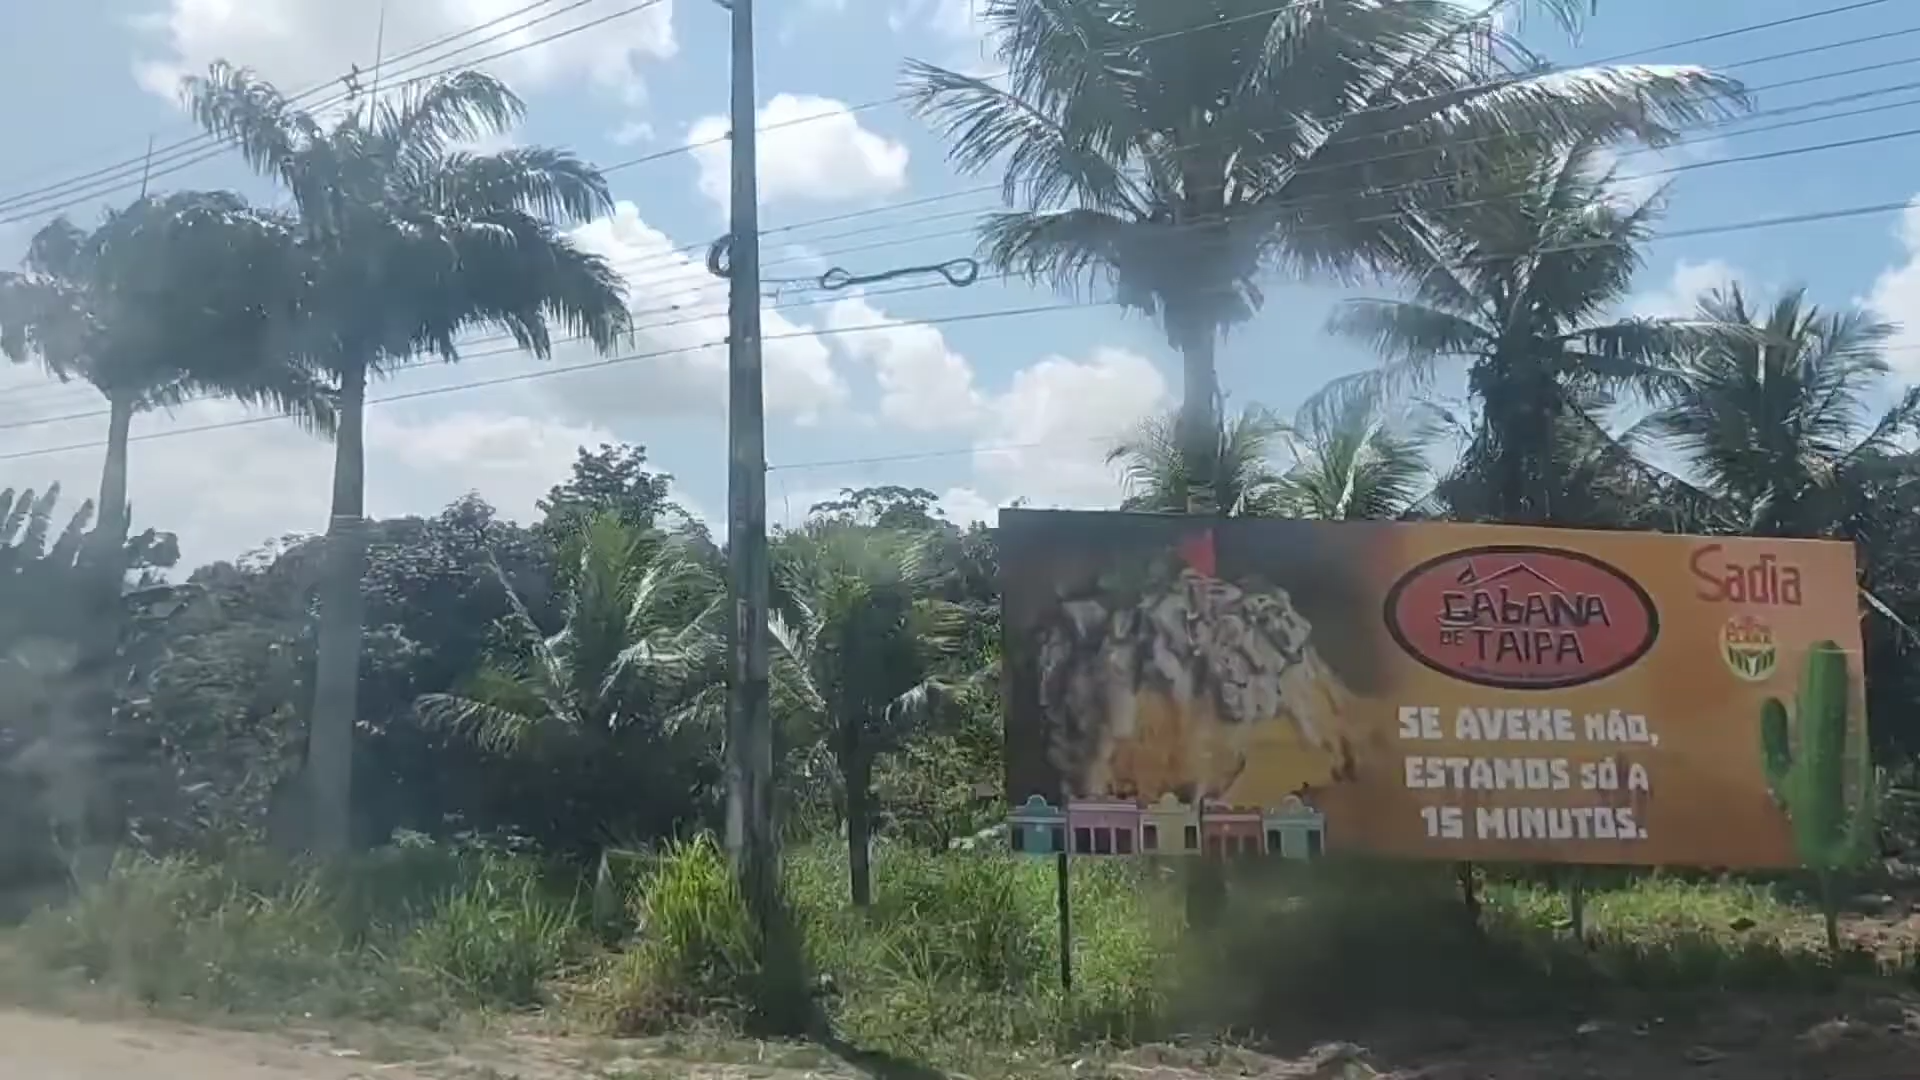 CABANA
DE TAIPA
Sadia
SE AVEXE NÃO,
ESTAMOS SÓ A
15 MINUTOS.